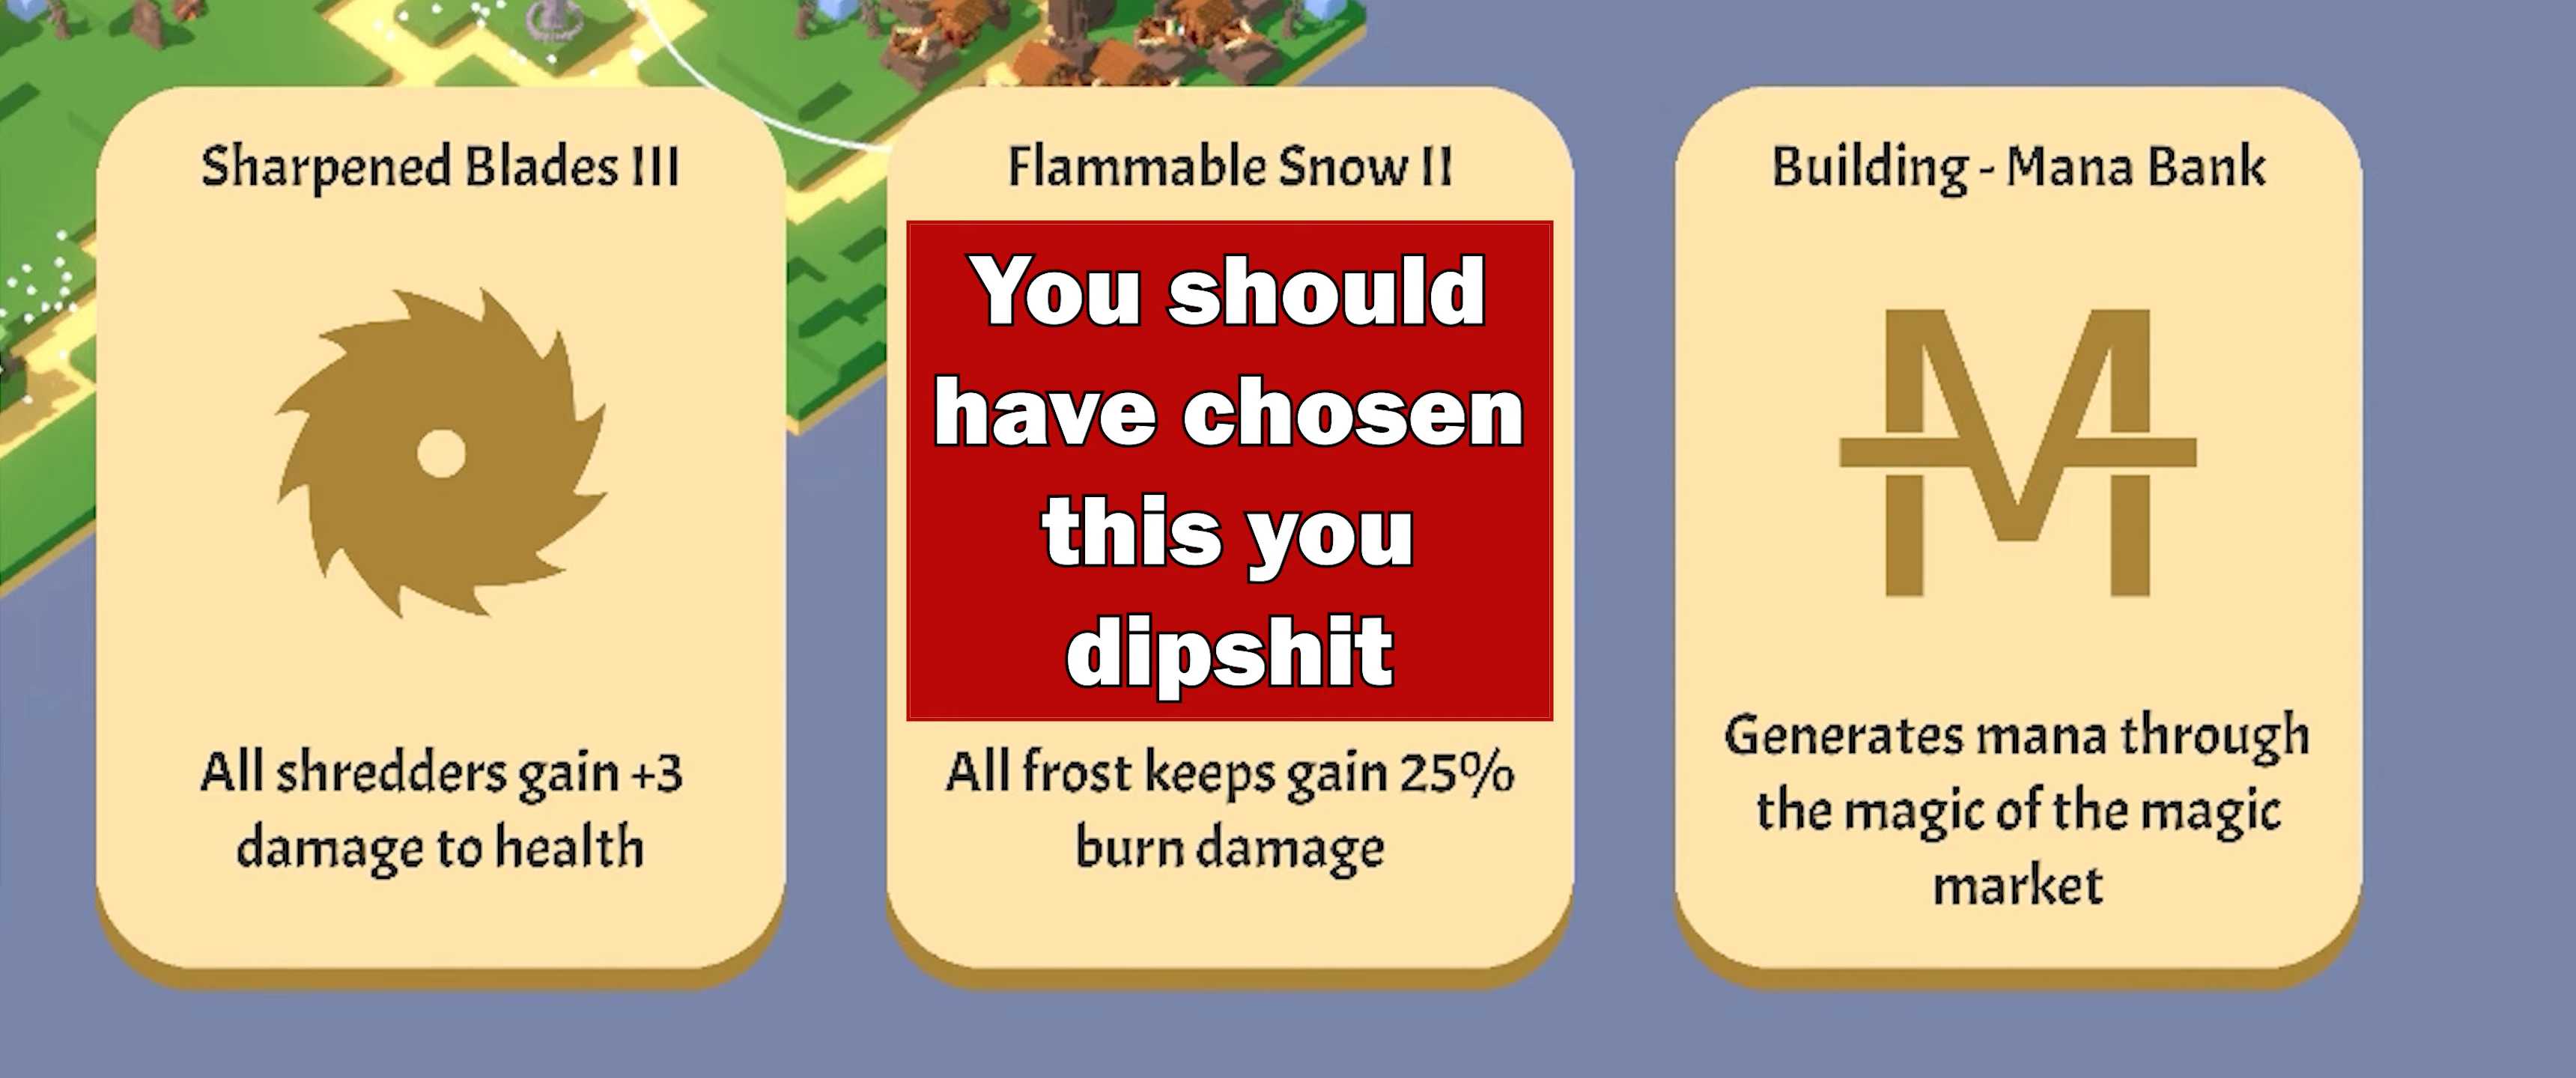 Sharpened Blades III
All shredders gain +3
damage to health
Flammable Snow II
You should
have chosen
this you
dipshit
All frost keeps gain 25%
burn damage
Building - Mana Bank
M
Generates mana through
the magic of the magic
market